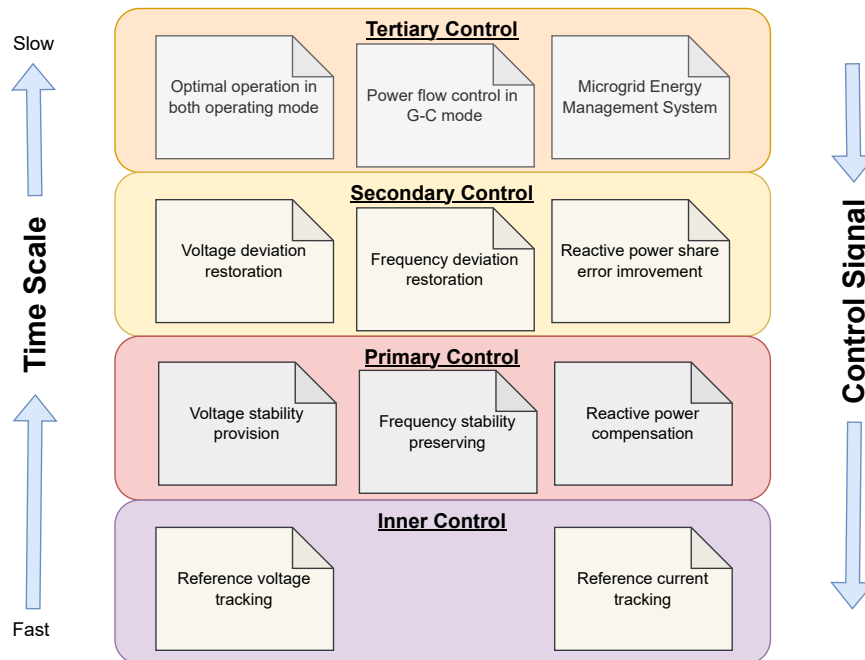 Tertiary Control
Slow
Optimal operation in
both operating mode
Power flow control in
G-C mode
Microgrid Energy
Management System
Secondary Control
Voltage deviation
restoration
Frequency deviation
restoration
Reactive power share
error imrovement
Time Scale
Control Signal
Primary Control
Voltage stability
provision
Frequency stability
preserving
Reactive power
compensation
Inner Control
Reference voltage
tracking
Reference current
tracking
Fast